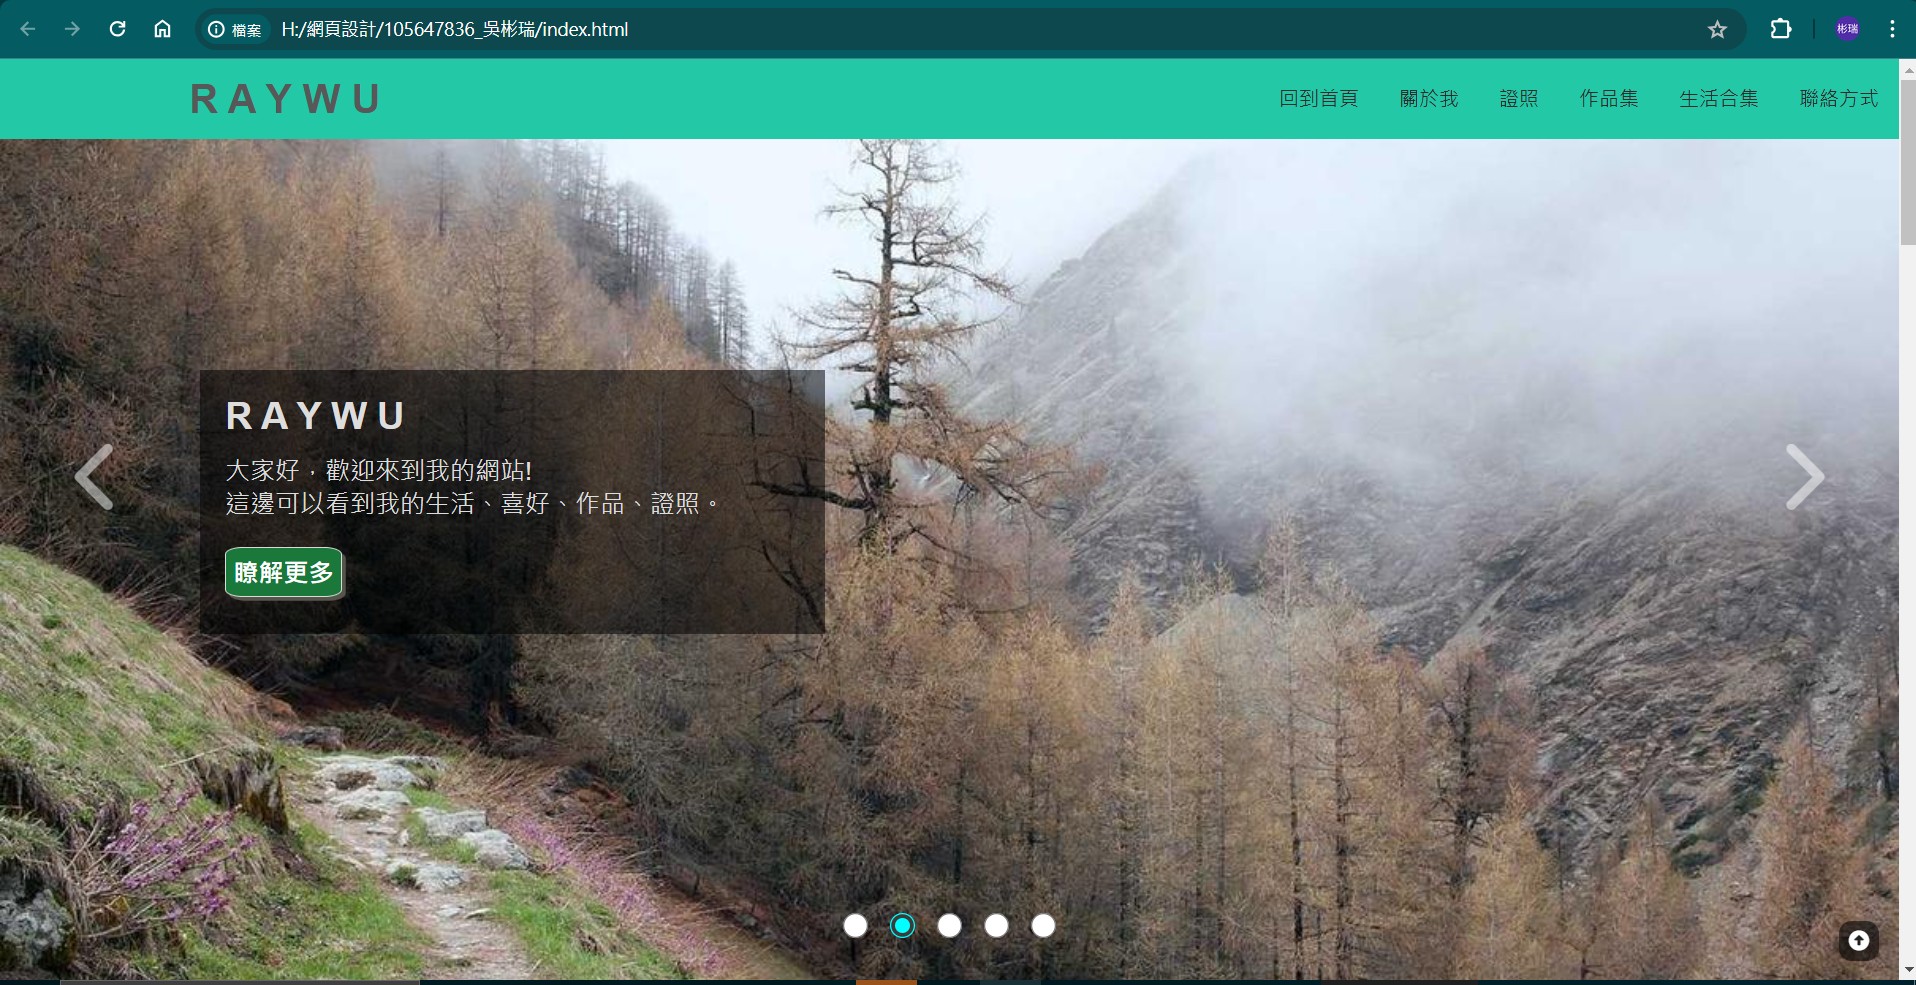 檔案 H:/網頁設計/105647836_吳彬瑞/index.html 彬瑞
RAYWU 回到首頁 關於我 證照 作品集 生活合集 聯絡方式
RAYWU
大家好，歡迎來到我的網站!
這邊可以看到我的生活、喜好、作品、證照。
瞭解更多